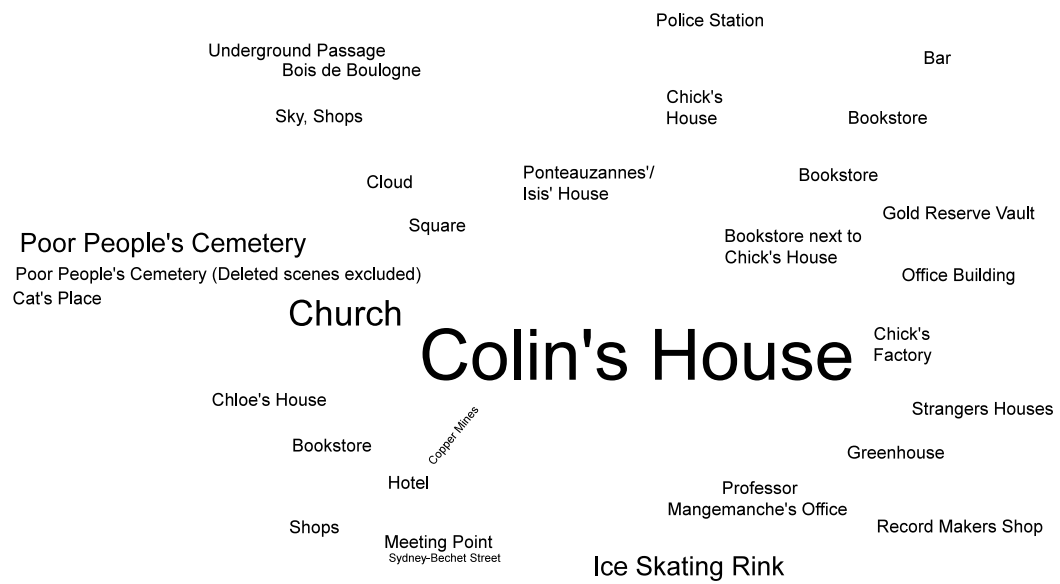 Police Station
Underground Passage
Bar
Bois de Boulogne
Chick's
House
Sky, Shops
Bookstore
Ponteauzannes'/
Isis' House
Bookstore
Cloud
Gold Reserve Vault
Square
Bookstore next to
Chick's House
Poor People's Cemetery
Poor People's Cemetery (Deleted scenes excluded)
Office Building
Cat's Place
Church
Colin's House
Chick's
Factory
Chloe's House
Strangers Houses
Copper Mines
Bookstore
Greenhouse
Hotel
Professor
Mangemanche's Office
Shops
Record Makers Shop
Meeting Point
Sydney-Bechet Street
Ice Skating Rink